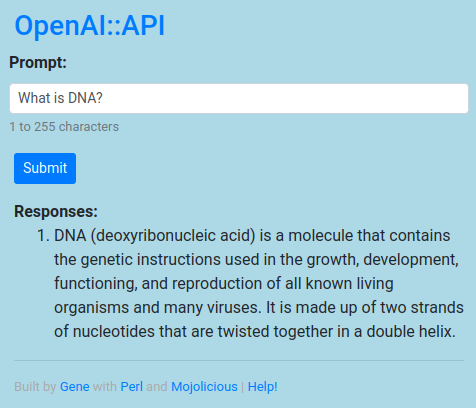 OpenAI::API
Prompt:
What is DNA?
1 to 255 characters
Submit
Responses:
1. DNA (deoxyribonucleic acid) is a molecule that contains
the genetic instructions used in the growth, development,
functioning, and reproduction of all known living
organisms and many viruses. It is made up of two strands
of nucleotides that are twisted together in a double helix.
Built by Gene with Perl and Mojolicious | Help!